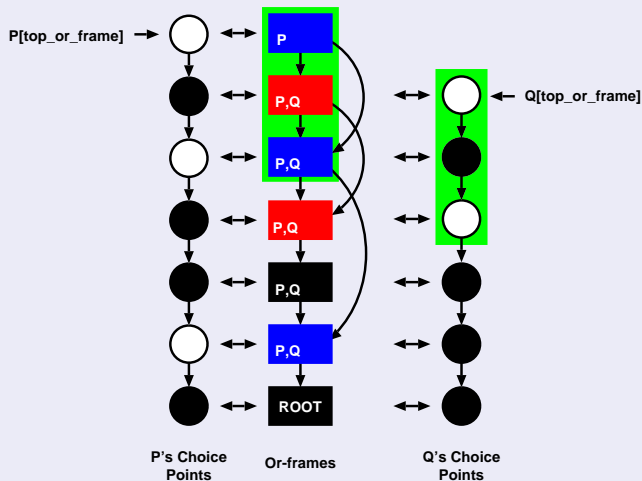 P[top_or_frame]
P
P,Q
Q[top_or_frame]
P,Q
P,Q
P,Q
P,Q
ROOT
P's Choice
Points
Or-frames
Q's Choice
Points